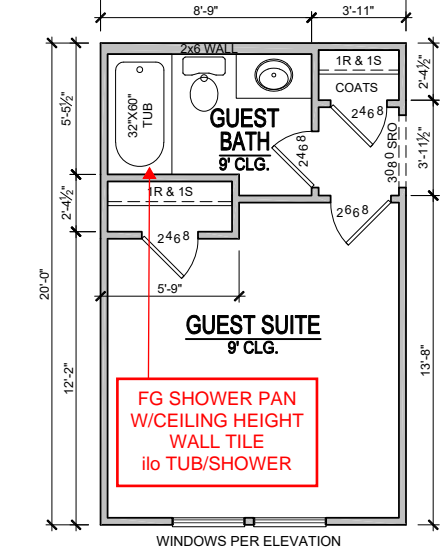 8'-9"
3'-11"
2x6 WALL
32"X60"
TUB
GUEST
BATH
9' CLG.
1R & 1S
COATS
2468
2468
3080 SRO
2'-4½"
3'-11½"
5'-5½"
2'-4½"
1R & 1S
2468
2668
5'-9"
20'-0"
12'-2"
13'-8"
GUEST SUITE
9' CLG.
FG SHOWER PAN
W/CEILING HEIGHT
WALL TILE
ilo TUB/SHOWER
WINDOWS PER ELEVATION